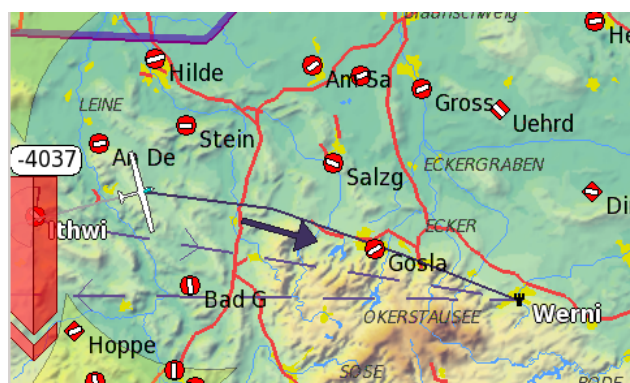 Braunschweig
He
Hilde
Am Sa
LEINE
Gross
Uehrd
Stein
An De
-4037
ECKERGRABEN
Salzg
Di
Ithwi
ECKER
Gosla
Bad G
OKERSTAUSEE
Werni
Hoppe
SOSE
BODE